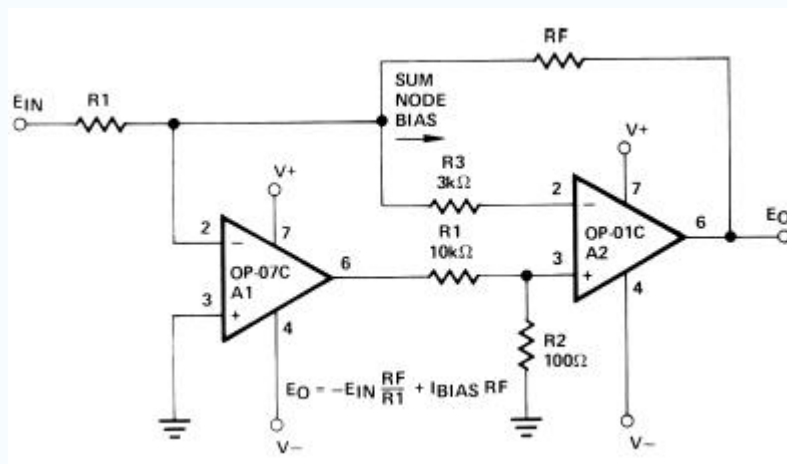 RF
SUM
NODE
BIAS
EIN
R1
V+
R3
3kΩ
V+
2
7
2
7
R1
10kΩ
OP-01C
A2
6
EO
OP-07C
A1
6
3
3
4
4
R2
100Ω
EO = -EIN RF/R1 + IBIAS RF
V-
V-